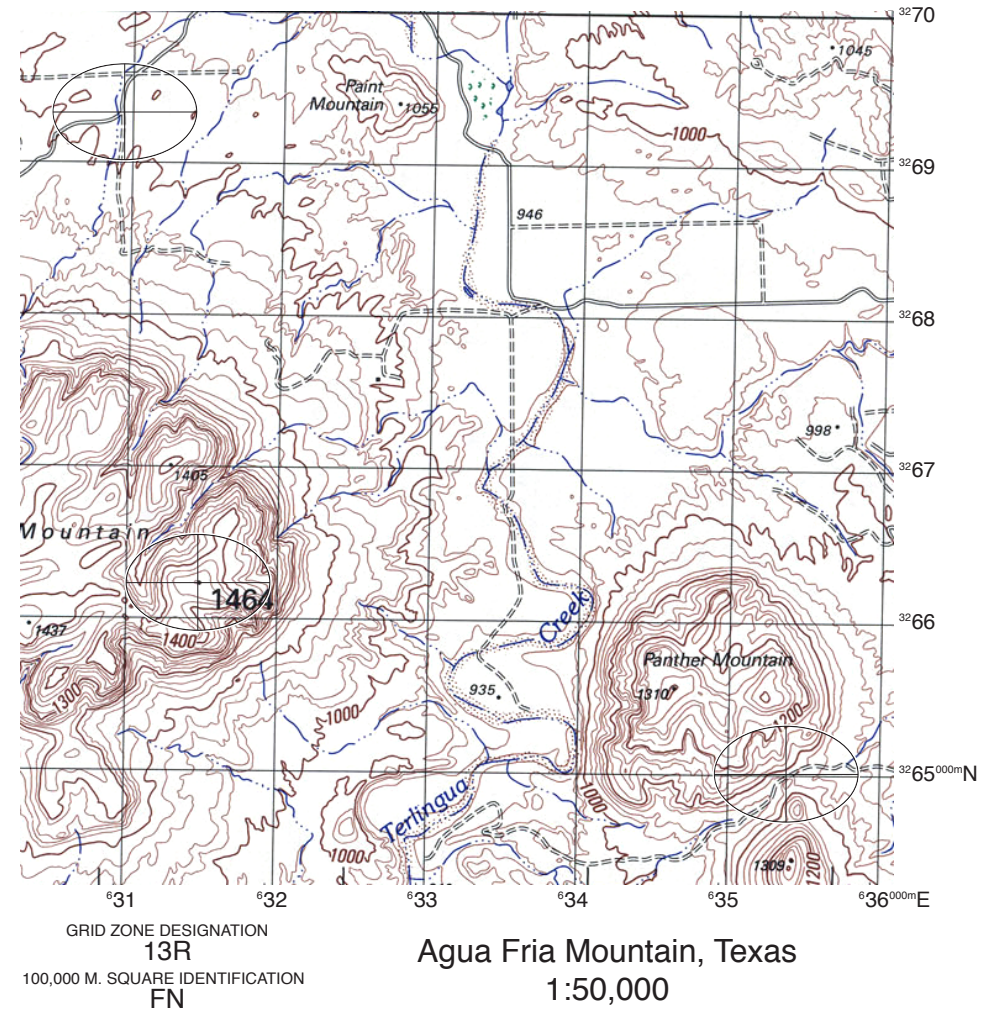 3270
1045
Paint
Mountain
1055
1000
3269
946
3268
998
3267
1405
Mountain
1464
Creek
3266
1437
1400
Panther Mountain
1310
935
1300
1000
1200
3265000mN
Terlingua
1000
1000
1309
1200
631
632
633
634
635
636000mE
GRID ZONE DESIGNATION
13R
100,000 M. SQUARE IDENTIFICATION
FN
Agua Fria Mountain, Texas
1:50,000